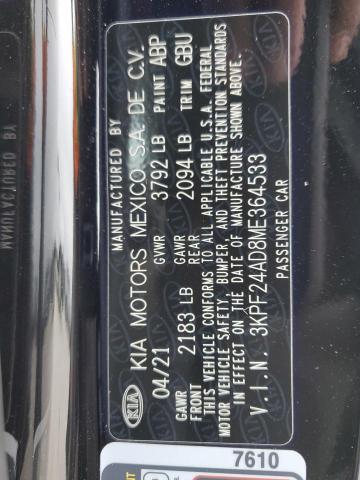 MANUFACTURED BY
KIA KIA MOTORS MEXICO S.A. DE C.V.
04/21 GVWR 3792 LB PAINT ABP
GAWR FRONT 2183 LB GAWR REAR 2094 LB TRIM GBU
THIS VEHICLE CONFORMS TO ALL APPLICABLE U.S.A. FEDERAL
MOTOR VEHICLE SAFETY, BUMPER, AND THEFT PREVENTION STANDARDS
IN EFFECT ON THE DATE OF MANUFACTURE SHOWN ABOVE.
V.I.N. 3KPF24AD8ME364533
PASSENGER CAR
7610